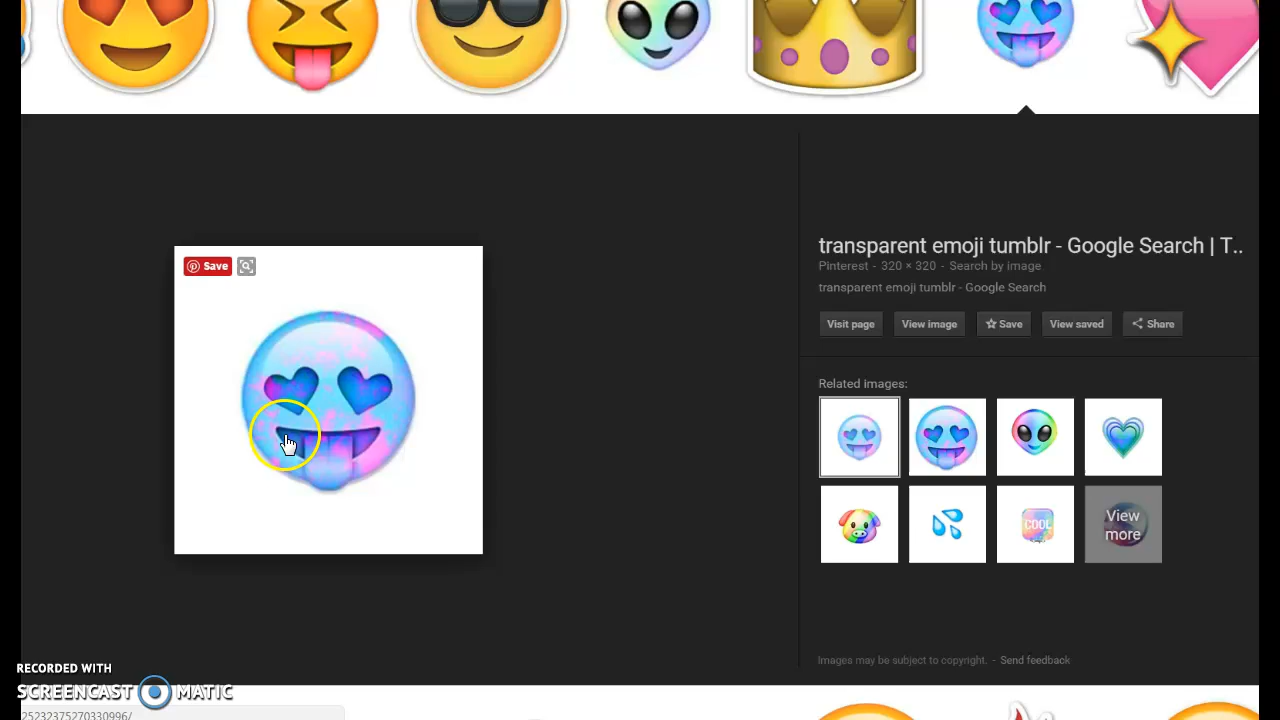 Save
transparent emoji tumblr - Google Search | T..
Pinterest - 320 × 320 - Search by image
transparent emoji tumblr - Google Search
Visit page
View image
Save
View saved
Share
Related images:
COOL
View
more
Images may be subject to copyright. - Send feedback
RECORDED WITH
SCREENCAST MATIC
25232375270330996/